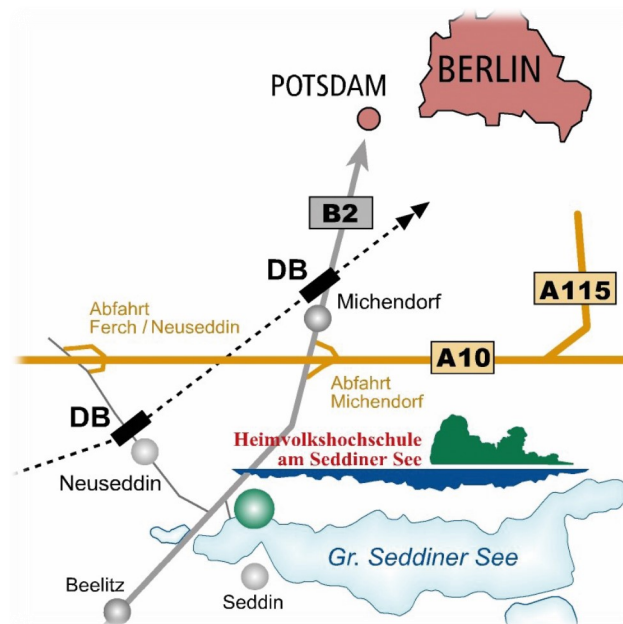 BERLIN
POTSDAM
B2
DB
A115
Michendorf
Abfahrt
Ferch / Neuseddin
A10
Abfahrt
Michendorf
DB
Heimvolkshochschule
am Seddiner See
Neuseddin
Gr. Seddiner See
Beelitz
Seddin